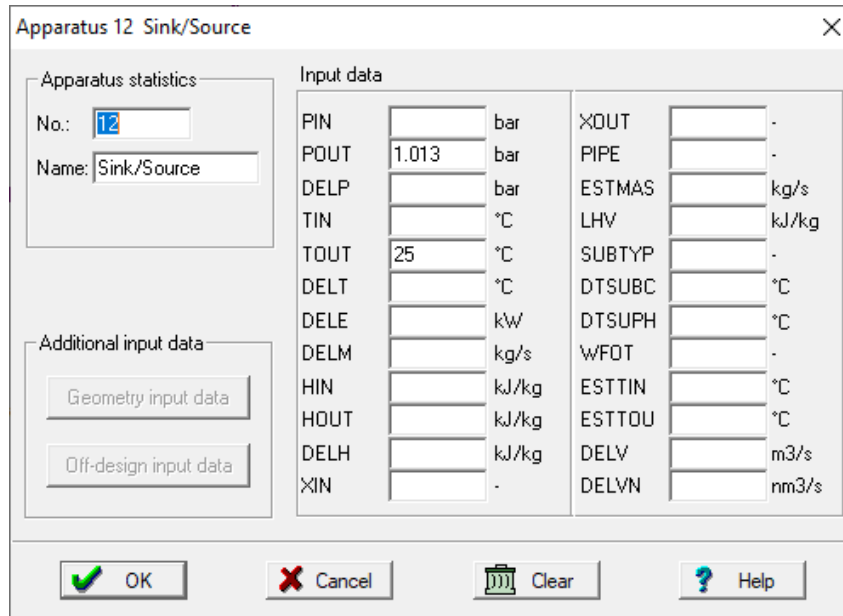 Apparatus 12 Sink/Source
Apparatus statistics
No.: 12
Name: Sink/Source
Additional input data
Geometry input data
Off-design input data
Input data
PIN bar
POUT 1.013 bar
DELP bar
TIN °C
TOUT 25 °C
DELT °C
DELE kW
DELM kg/s
HIN kJ/kg
HOUT kJ/kg
DELH kJ/kg
XIN -
XOUT -
PIPE -
ESTMAS kg/s
LHV kJ/kg
SUBTYP -
DTSUBC °C
DTSUPH °C
WFOT -
ESTTIN °C
ESTTOU °C
DELV m3/s
DELVN nm3/s
OK Cancel Clear Help